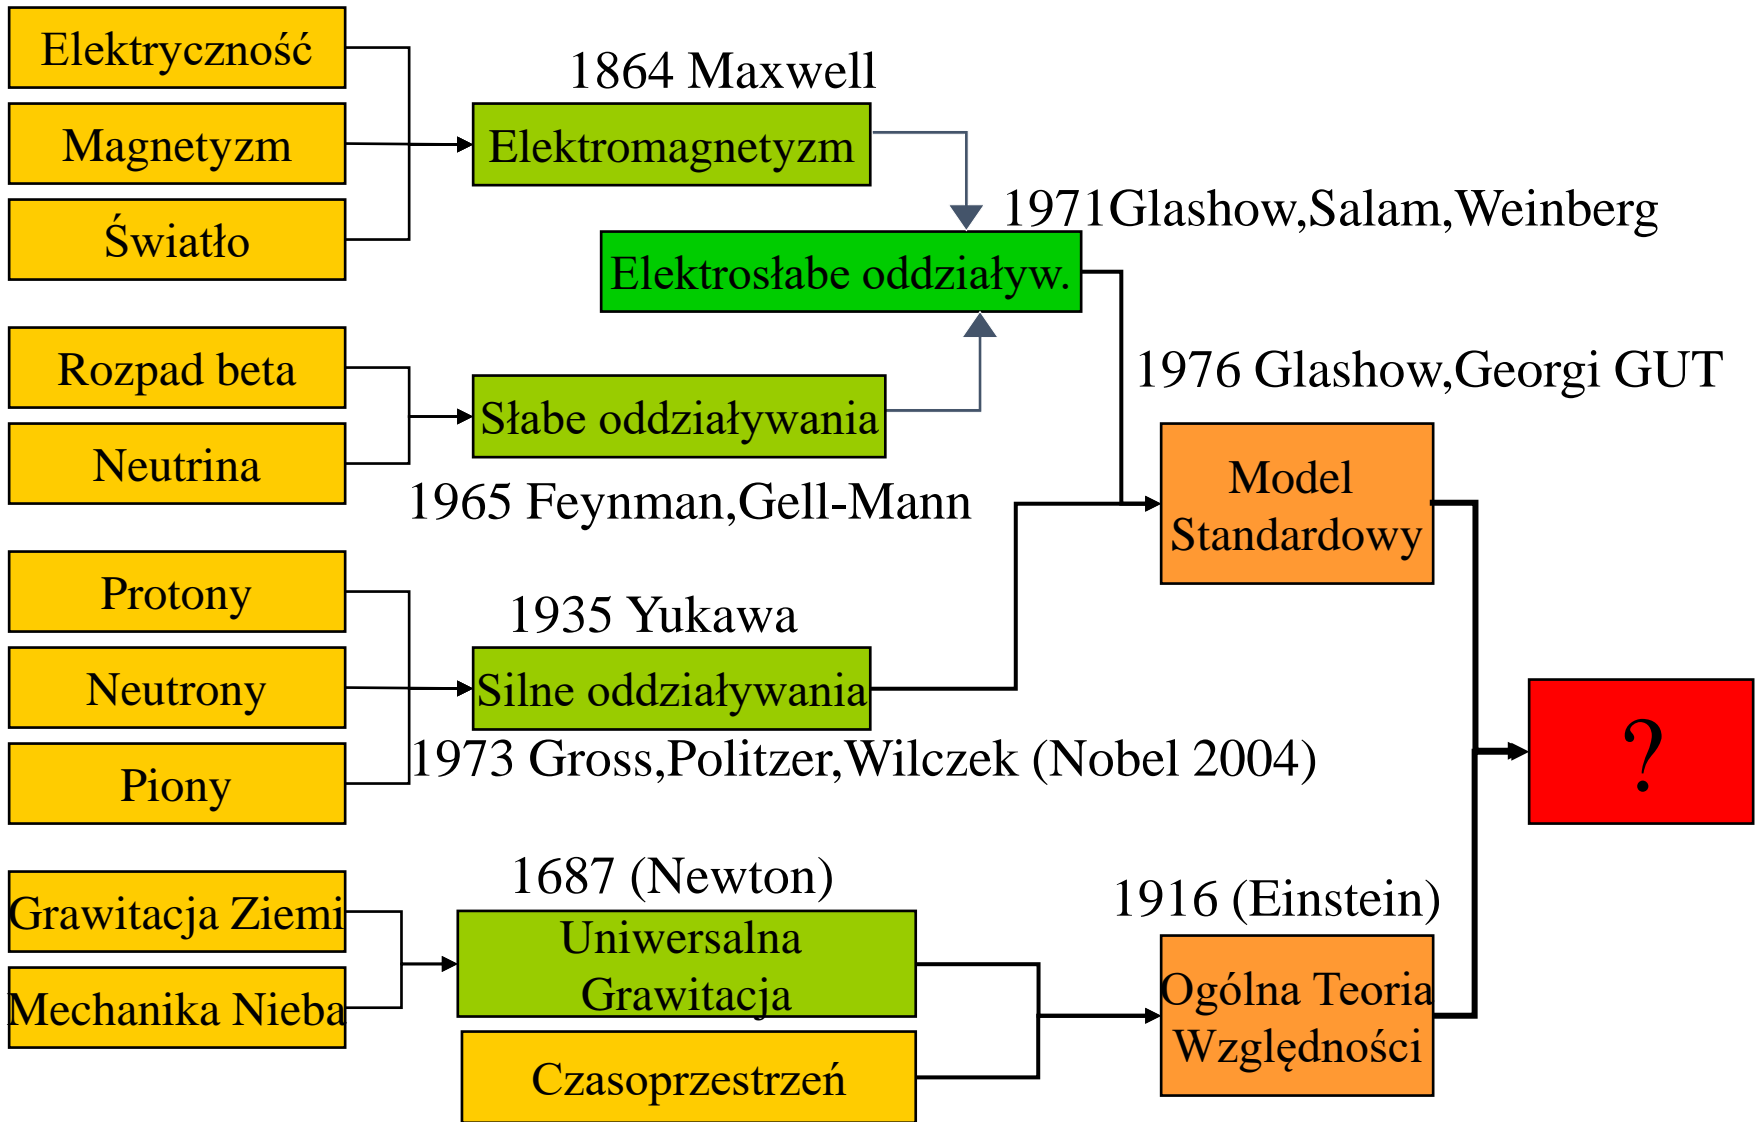 Elektryczność
1864 Maxwell
Magnetyzm
Elektromagnetyzm
1971Glashow,Salam,Weinberg
Światło
Elektrosłabe oddziaływ.
Rozpad beta
1976 Glashow,Georgi GUT
Słabe oddziaływania
Neutrina
Model
Standardowy
1965 Feynman,Gell-Mann
Protony
1935 Yukawa
Neutrony
Silne oddziaływania
?
1973 Gross,Politzer,Wilczek (Nobel 2004)
Piony
1687 (Newton)
1916 (Einstein)
Grawitacja Ziemi
Uniwersalna
Grawitacja
Mechanika Nieba
Ogólna Teoria
Względności
Czasoprzestrzeń